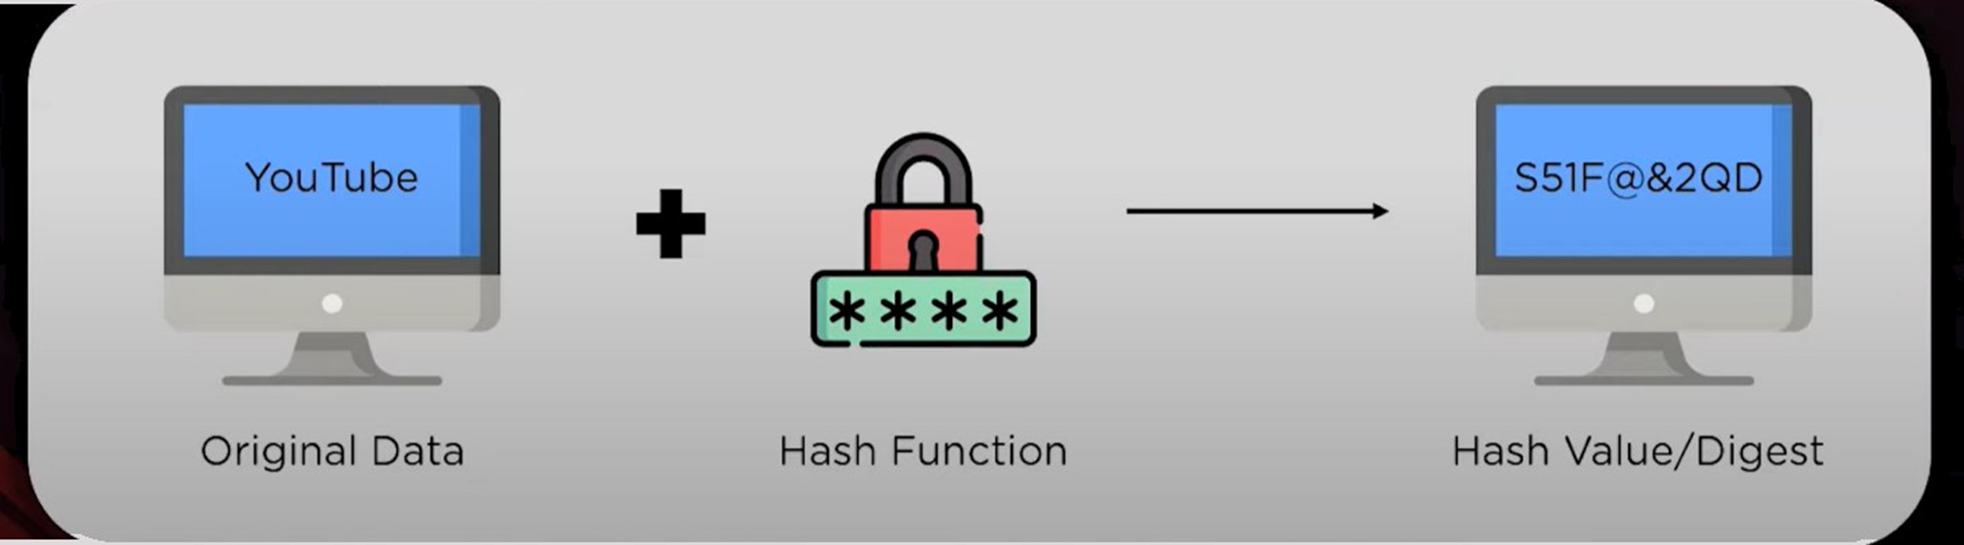 YouTube
****
S51F@&2QD
Original Data
Hash Function
Hash Value/Digest